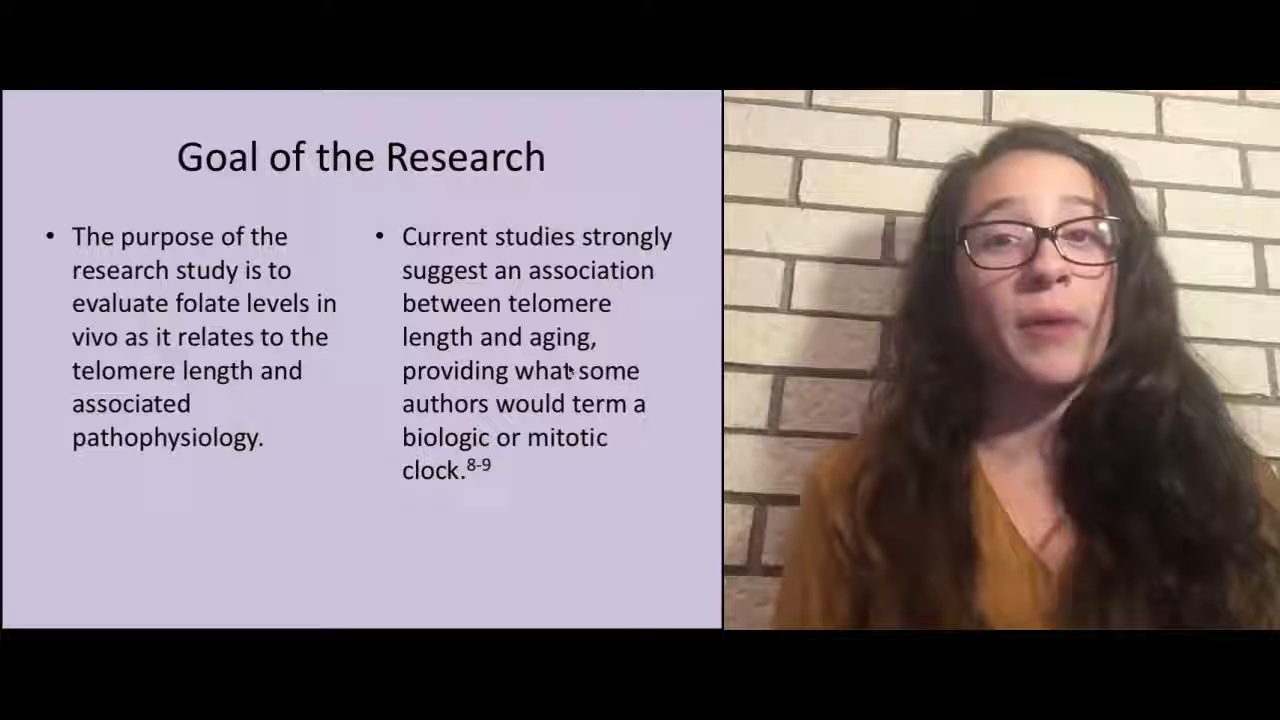 Goal of the Research
• The purpose of the
research study is to
evaluate folate levels in
vivo as it relates to the
telomere length and
associated
pathophysiology.
• Current studies strongly
suggest an association
between telomere
length and aging,
providing what some
authors would term a
biologic or mitotic
clock.8-9